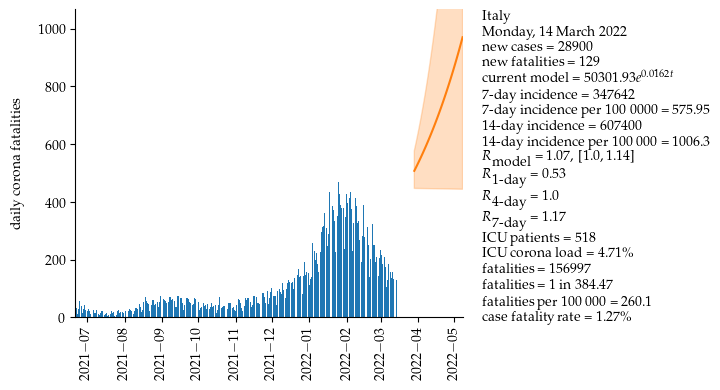 daily corona fatalities
1000
800
600
400
200
0
2021−07
2021−08
2021−09
2021−10
2021−11
2021−12
2022−01
2022−02
2022−03
2022−04
2022−05
Italy
Monday, 14 March 2022
new cases = 28900
new fatalities = 129
current model = 50301.93e^0.0162t
7-day incidence = 347642
7-day incidence per 100 0000 = 575.95
14-day incidence = 607400
14-day incidence per 100 000 = 1006.3
R_model = 1.07, [1.0, 1.14]
R_1-day = 0.53
R_4-day = 1.0
R_7-day = 1.17
ICU patients = 518
ICU corona load = 4.71%
fatalities = 156997
fatalities = 1 in 384.47
fatalities per 100 000 = 260.1
case fatality rate = 1.27%